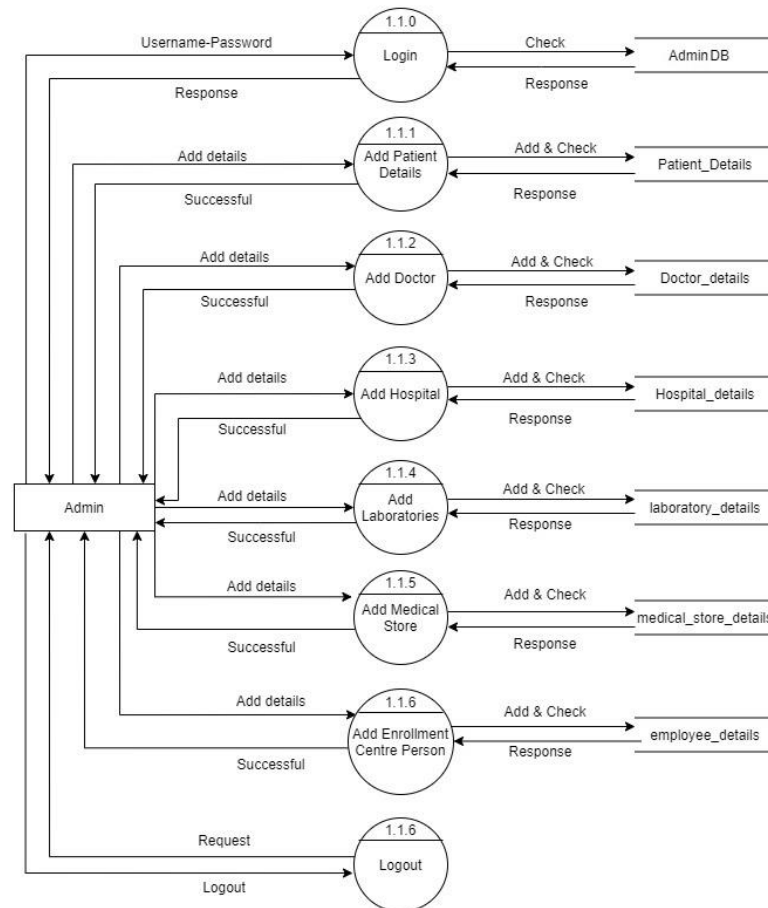 1.1.0
Username-Password
Login
Check
AdminDB
Response
Response
1.1.1
Add details
Add Patient
Details
Add & Check
Patient_Details
Successful
Response
1.1.2
Add details
Add Doctor
Add & Check
Doctor_details
Successful
Response
1.1.3
Add details
Add Hospital
Add & Check
Hospital_details
Successful
Response
1.1.4
Admin
Add details
Add
Laboratories
Add & Check
laboratory_details
Successful
Response
1.1.5
Add details
Add Medical
Store
Add & Check
medical_store_details
Successful
Response
1.1.6
Add details
Add Enrollment
Centre Person
Add & Check
employee_details
Successful
Response
1.1.6
Request
Logout
Logout